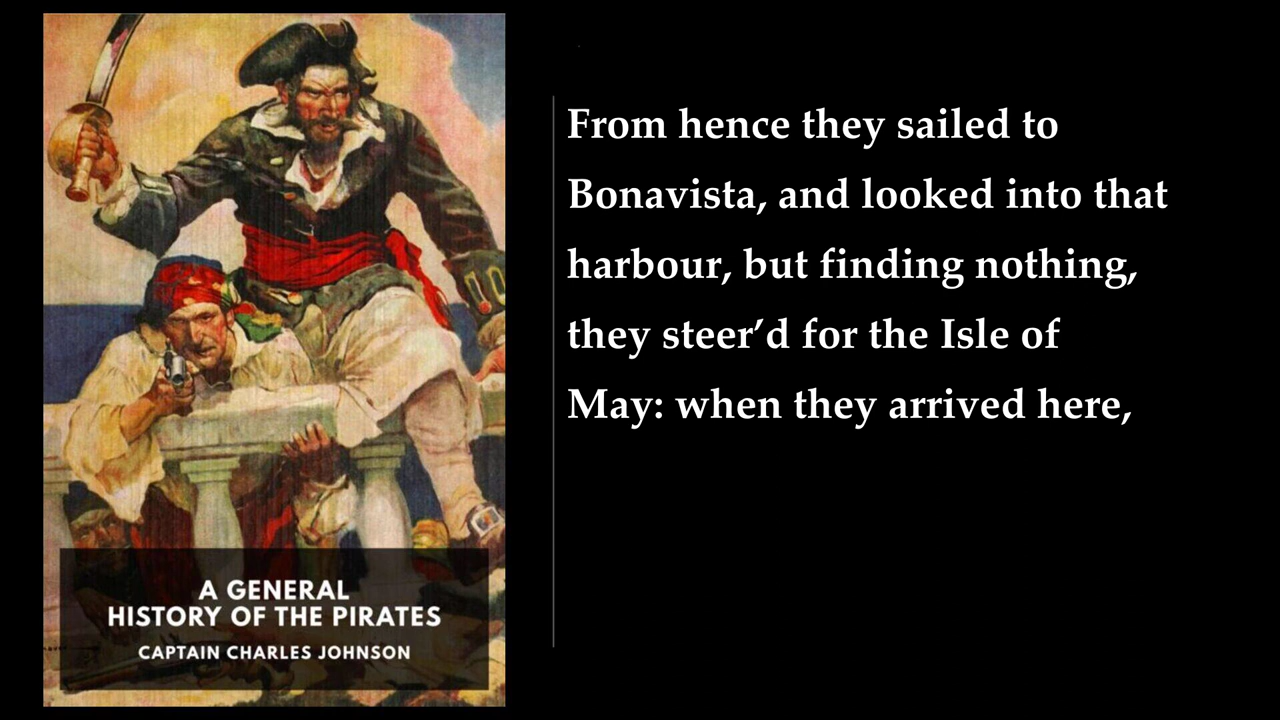 A GENERAL
HISTORY OF THE PIRATES
CAPTAIN CHARLES JOHNSON
From hence they sailed to
Bonavista, and looked into that
harbour, but finding nothing,
they steer’d for the Isle of
May: when they arrived here,